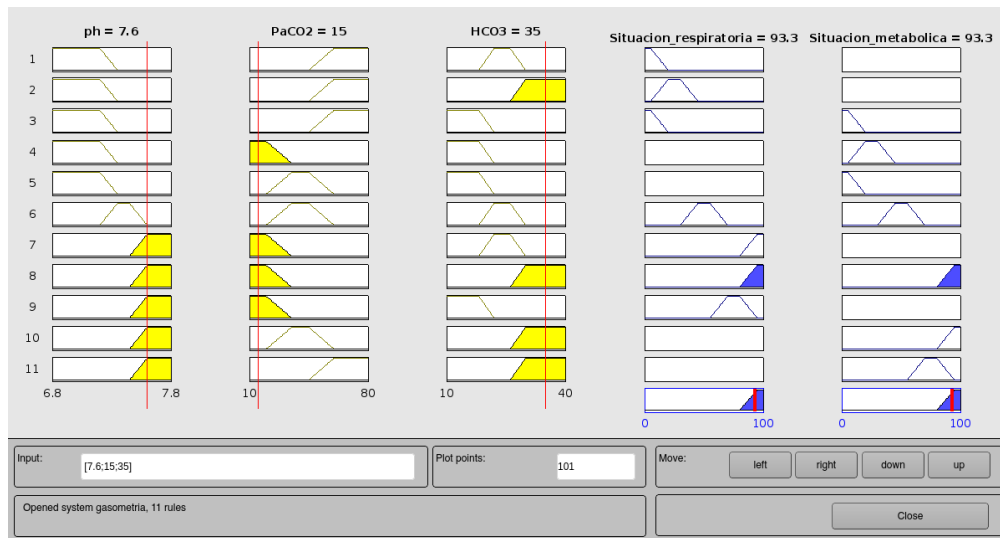 ph = 7.6 PaCO2 = 15 HCO3 = 35 Situacion_respiratoria = 93.3 Situacion_metabolica = 93.3
1
2
3
4
5
6
7
8
9
10
11
6.8 7.8 10 80 10 40
0 100 0 100
Input: [7.6;15;35] Plot points: 101 Move: left right down up
Opened system gasometria, 11 rules Close